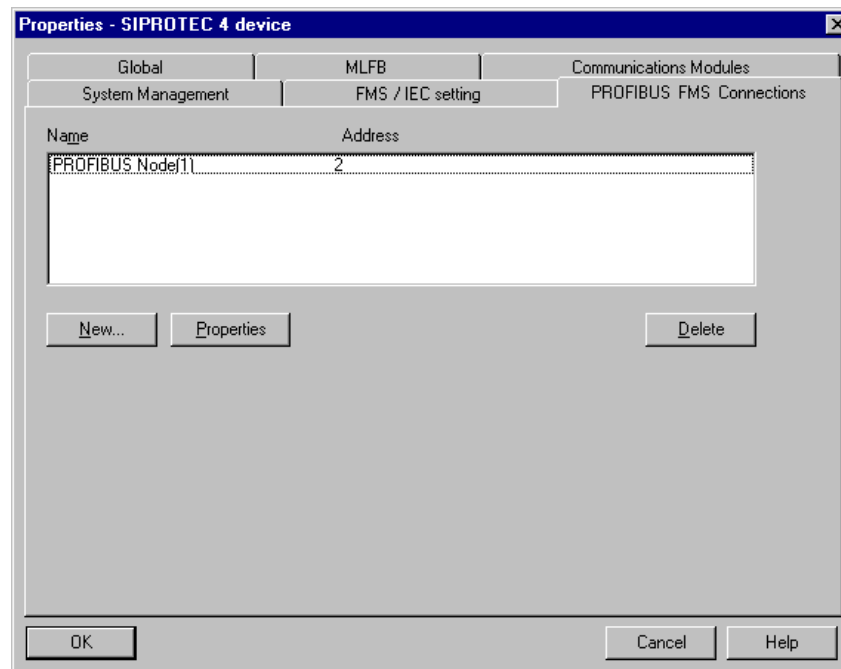 Properties - SIPROTEC 4 device
Global MLFB Communications Modules
System Management FMS / IEC setting PROFIBUS FMS Connections
Name Address
PROFIBUS Node(1) 2
New... Properties Delete
OK Cancel Help